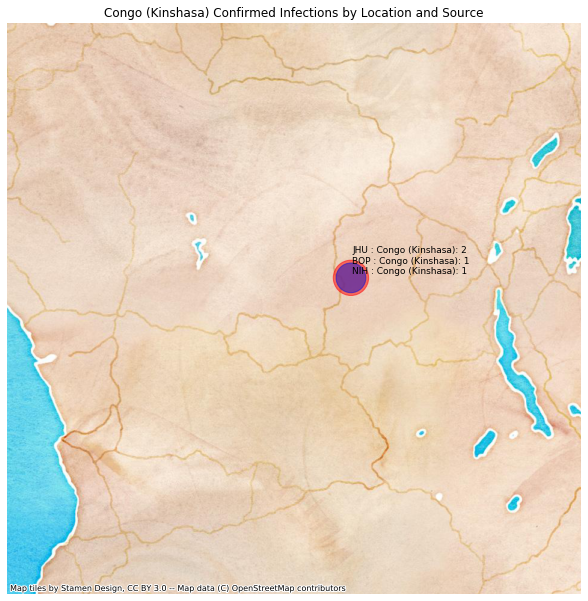 Congo (Kinshasa) Confirmed Infections by Location and Source
JHU : Congo (Kinshasa): 2
BOP : Congo (Kinshasa): 1
NIH : Congo (Kinshasa): 1
Map tiles by Stamen Design, CC BY 3.0 -- Map data (C) OpenStreetMap contributors